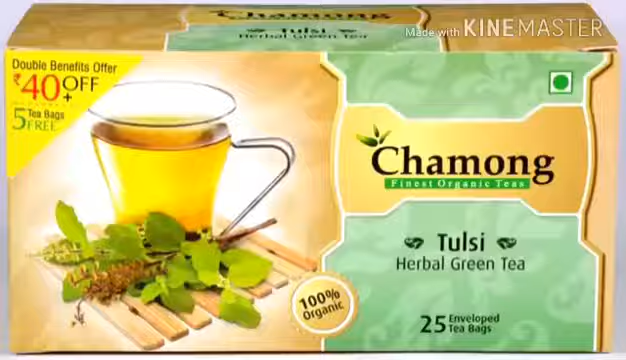 Made with KINEMASTER
Chamong
Tulsi
Herbal Green Tea
Double Benefits Offer
₹40 OFF
+
5 Tea Bags FREE
Chamong
Finest Organic Teas
Tulsi
Herbal Green Tea
100%
Organic
25 Enveloped
Tea Bags